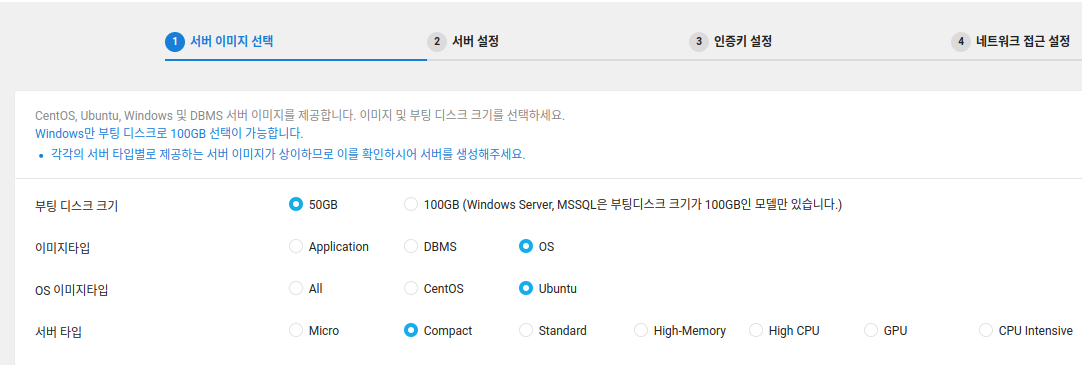 1 서버 이미지 선택 2 서버 설정 3 인증키 설정 4 네트워크 접근 설정
CentOS, Ubuntu, Windows 및 DBMS 서버 이미지를 제공합니다. 이미지 및 부팅 디스크 크기를 선택하세요.
Windows만 부팅 디스크로 100GB 선택이 가능합니다.
• 각각의 서버 타입별로 제공하는 서버 이미지가 상이하므로 이를 확인하시어 서버를 생성해주세요.
부팅 디스크 크기 50GB 100GB (Windows Server, MSSQL은 부팅디스크 크기가 100GB인 모델만 있습니다.)
이미지타입 Application DBMS OS
OS 이미지타입 All CentOS Ubuntu
서버 타입 Micro Compact Standard High-Memory High CPU GPU CPU Intensive